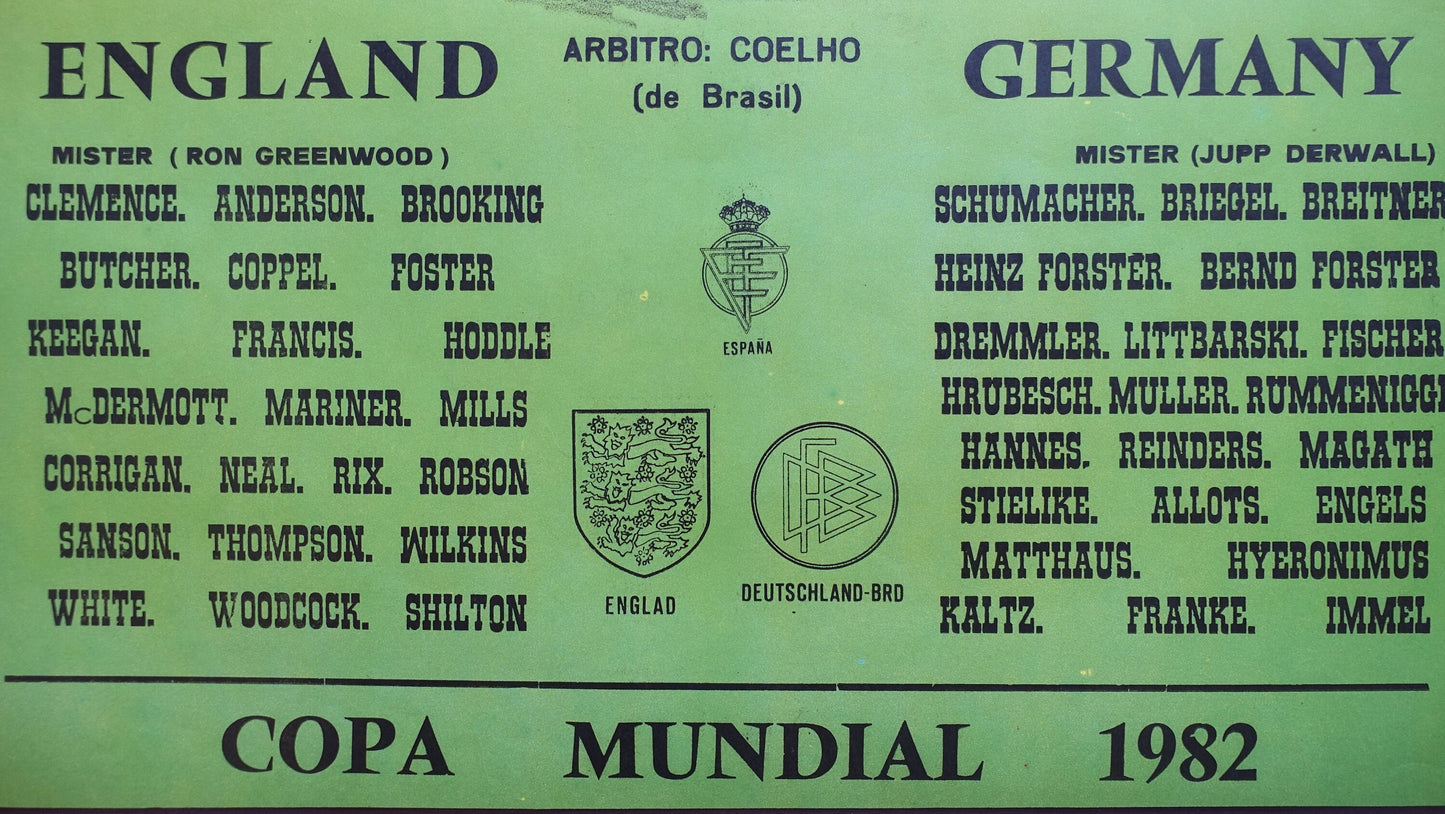 ENGLAND
MISTER (RON GREENWOOD)
CLEMENCE. ANDERSON. BROOKING
BUTCHER. COPPEL. FOSTER
KEEGAN. FRANCIS. HODDLE
McDERMOTT. MARINER. MILLS
CORRIGAN. NEAL. RIX. ROBSON
SANSON. THOMPSON. WILKINS
WHITE. WOODCOCK. SHILTON
ARBITRO: COELHO
(de Brasil)
ESPAÑA
ENGLAD
DEUTSCHLAND-BRD
GERMANY
MISTER (JUPP DERWALL)
SCHUMACHER. BRIEGEL. BREITNER
HEINZ FORSTER. BERND FORSTER
DREMMLER. LITTBARSKI. FISCHER
HRUBESCH. MULLER. RUMMENIGGE
HANNES. REINDERS. MAGATH
STIELIKE. ALLOTS. ENGELS
MATTHAUS. HYERONIMUS
KALTZ. FRANKE. IMMEL
COPA MUNDIAL 1982